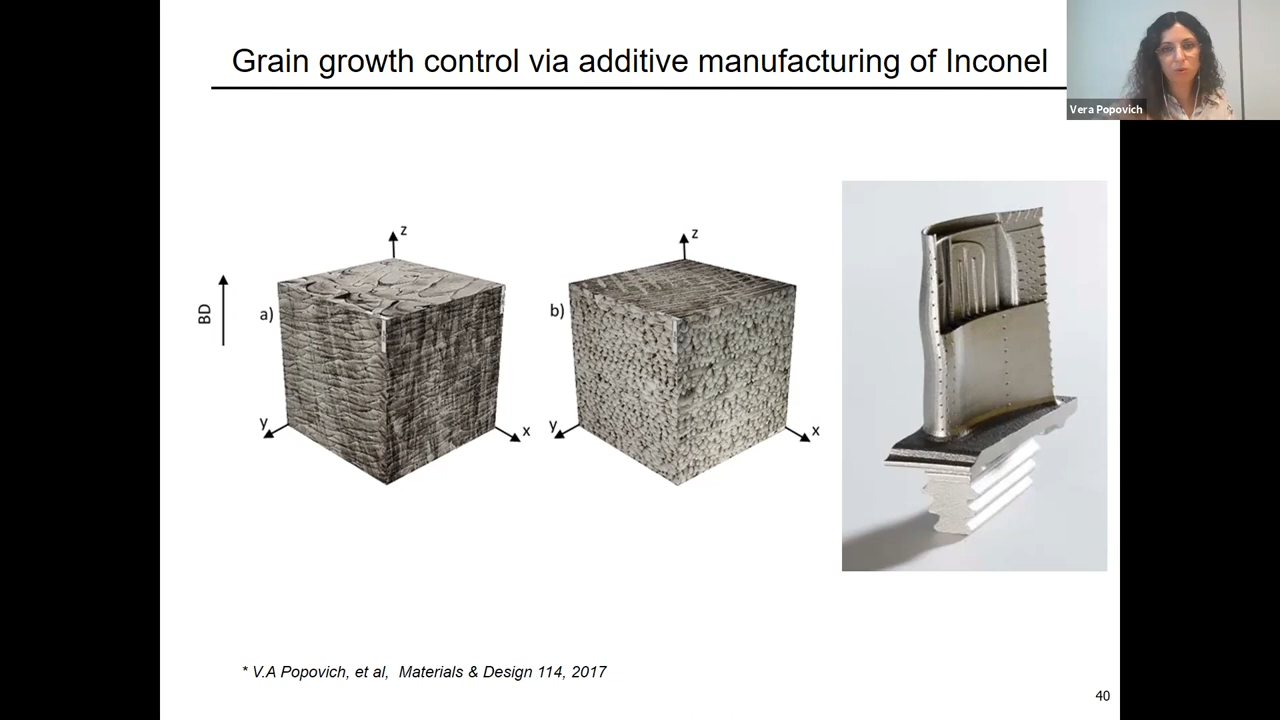 Grain growth control via additive manufacturing of Inconel
Vera Popovich
z
z
BD
a)
b)
y
x
y
x
* V.A Popovich, et al, Materials & Design 114, 2017
40